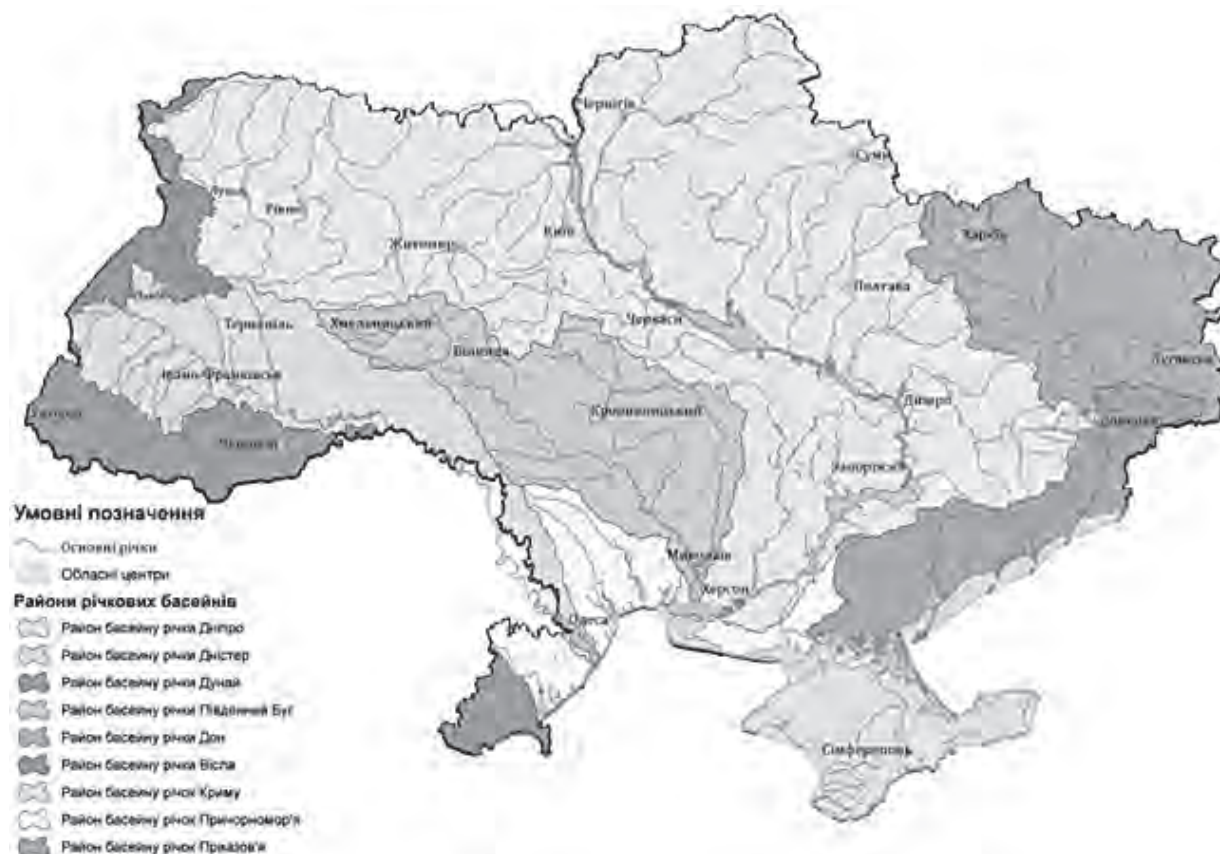 Чернігів
Суми
Луцьк
Рівне
Київ
Харків
Житомир
Полтава
Львів
Тернопіль
Хмельницький
Черкаси
Луганськ
Вінниця
Івано-Франківськ
Кропивницький
Дніпро
Ужгород
Чернівці
Запоріжжя
Миколаїв
Херсон
Одеса
Сімферополь
Умовні позначення
Основні річки
Обласні центри
Райони річкових басейнів
Район басейну річки Дніпро
Район басейну річки Дністер
Район басейну річки Дунай
Район басейну річки Південний Буг
Район басейну річки Дон
Район басейну річки Вісла
Район басейну річок Криму
Район басейну річок Причорномор'я
Район басейну річок Приазов'я